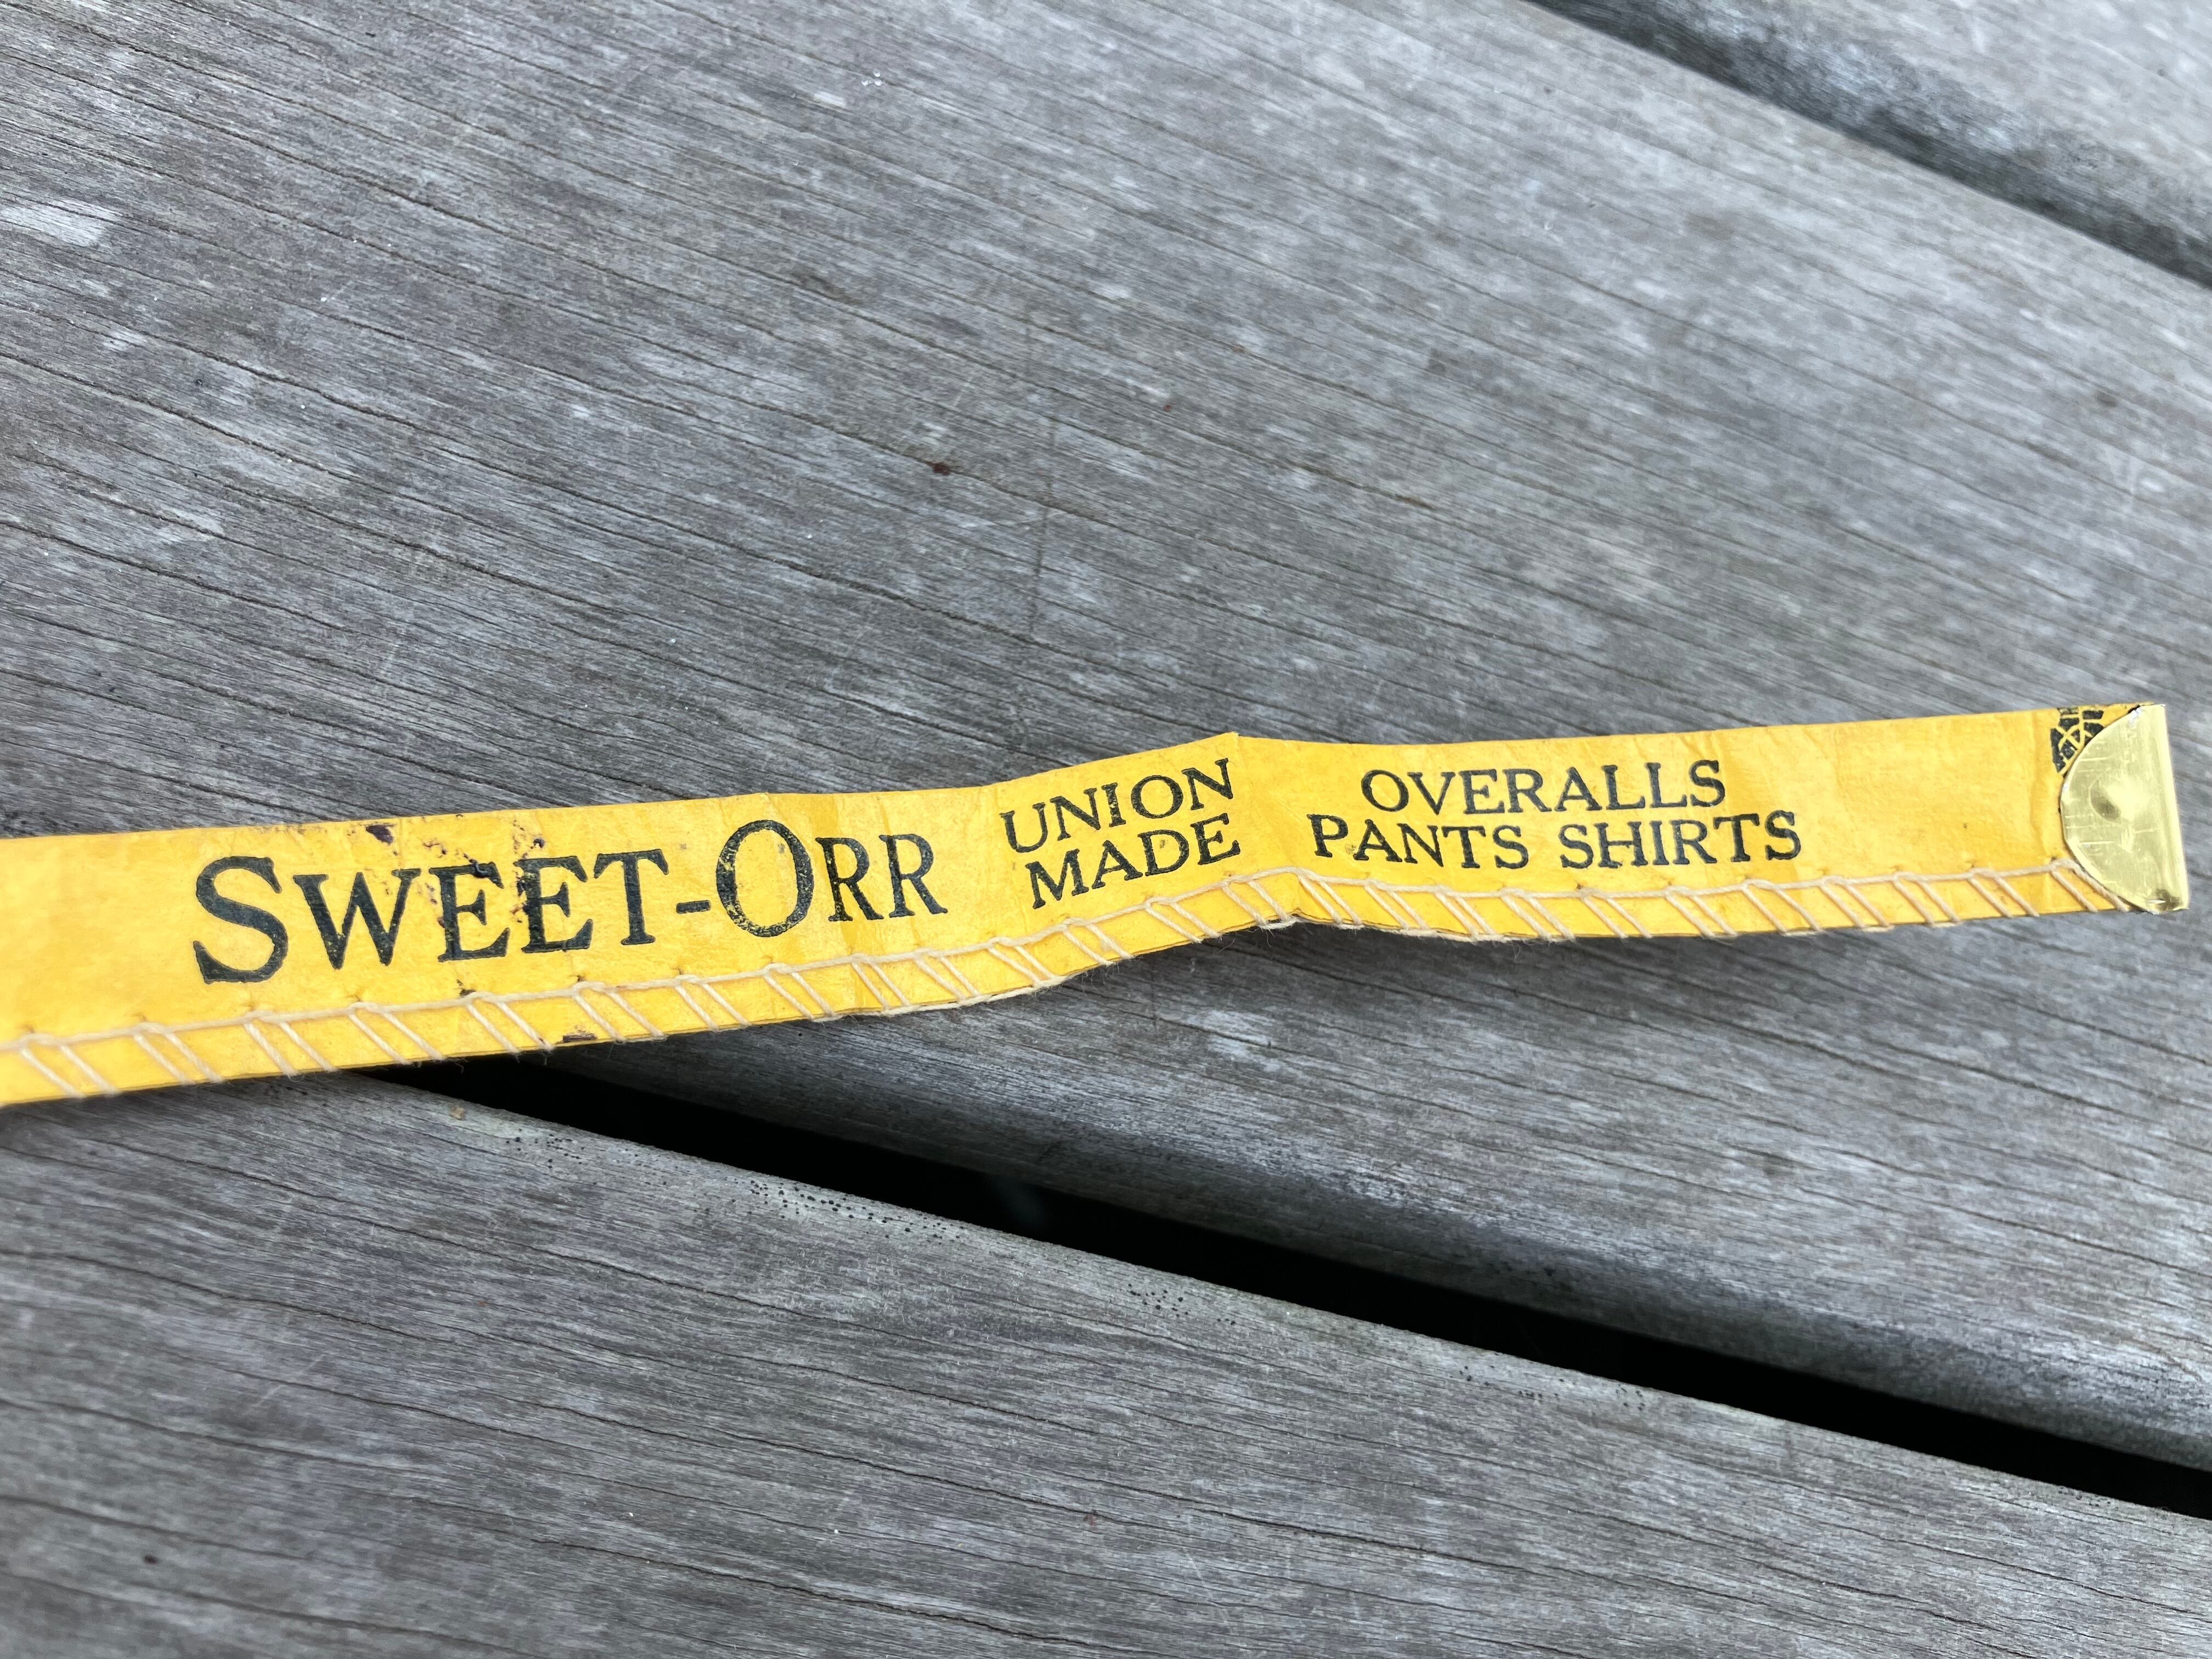 SWEET-ORR
UNION
MADE
OVERALLS
PANTS SHIRTS